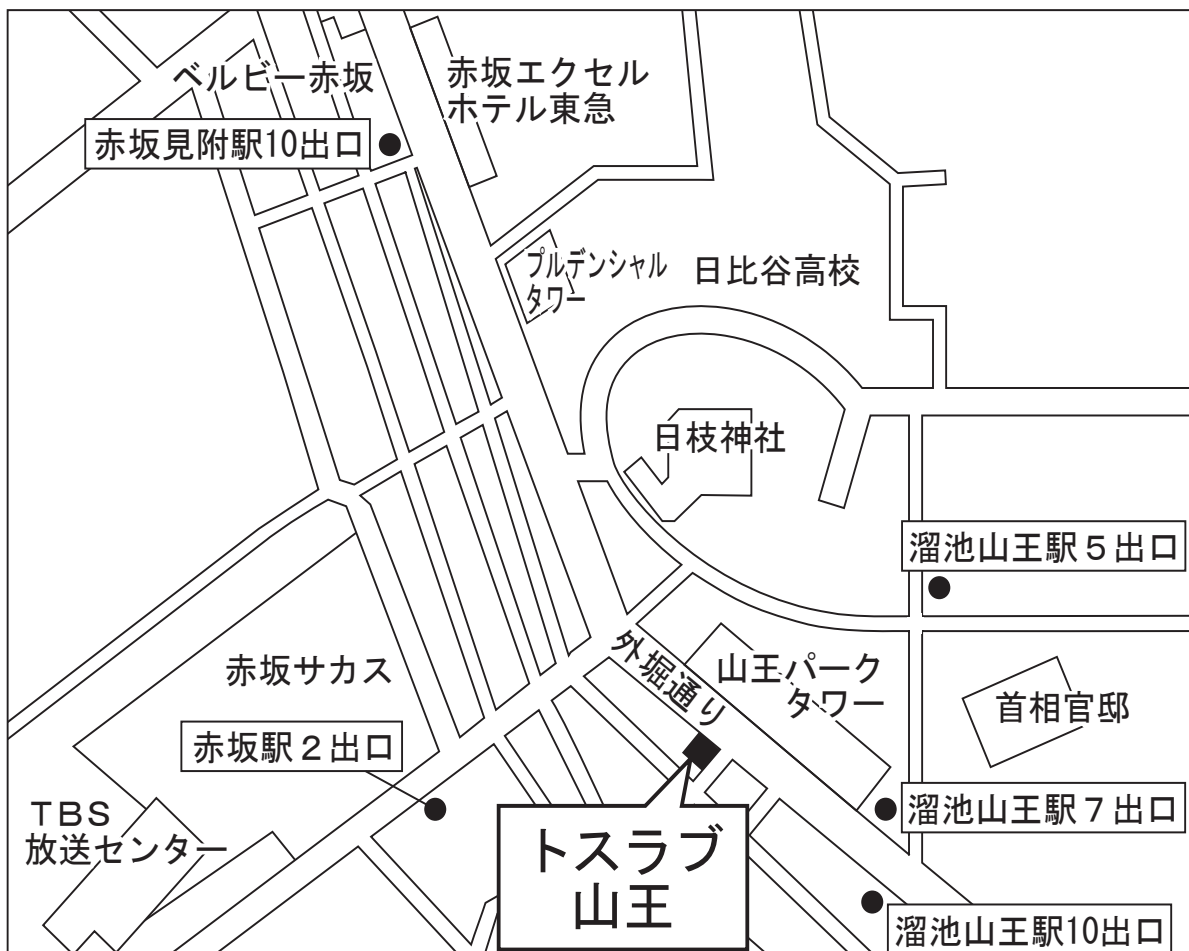 ベルビー赤坂
赤坂エクセル
ホテル東急
赤坂見附駅10出口
プルデンシャル
タワー
日比谷高校
日枝神社
溜池山王駅５出口
外堀通り
山王パーク
タワー
赤坂サカス
首相官邸
赤坂駅２出口
ＴＢＳ
放送センター
溜池山王駅７出口
トスラブ
山王
溜池山王駅10出口